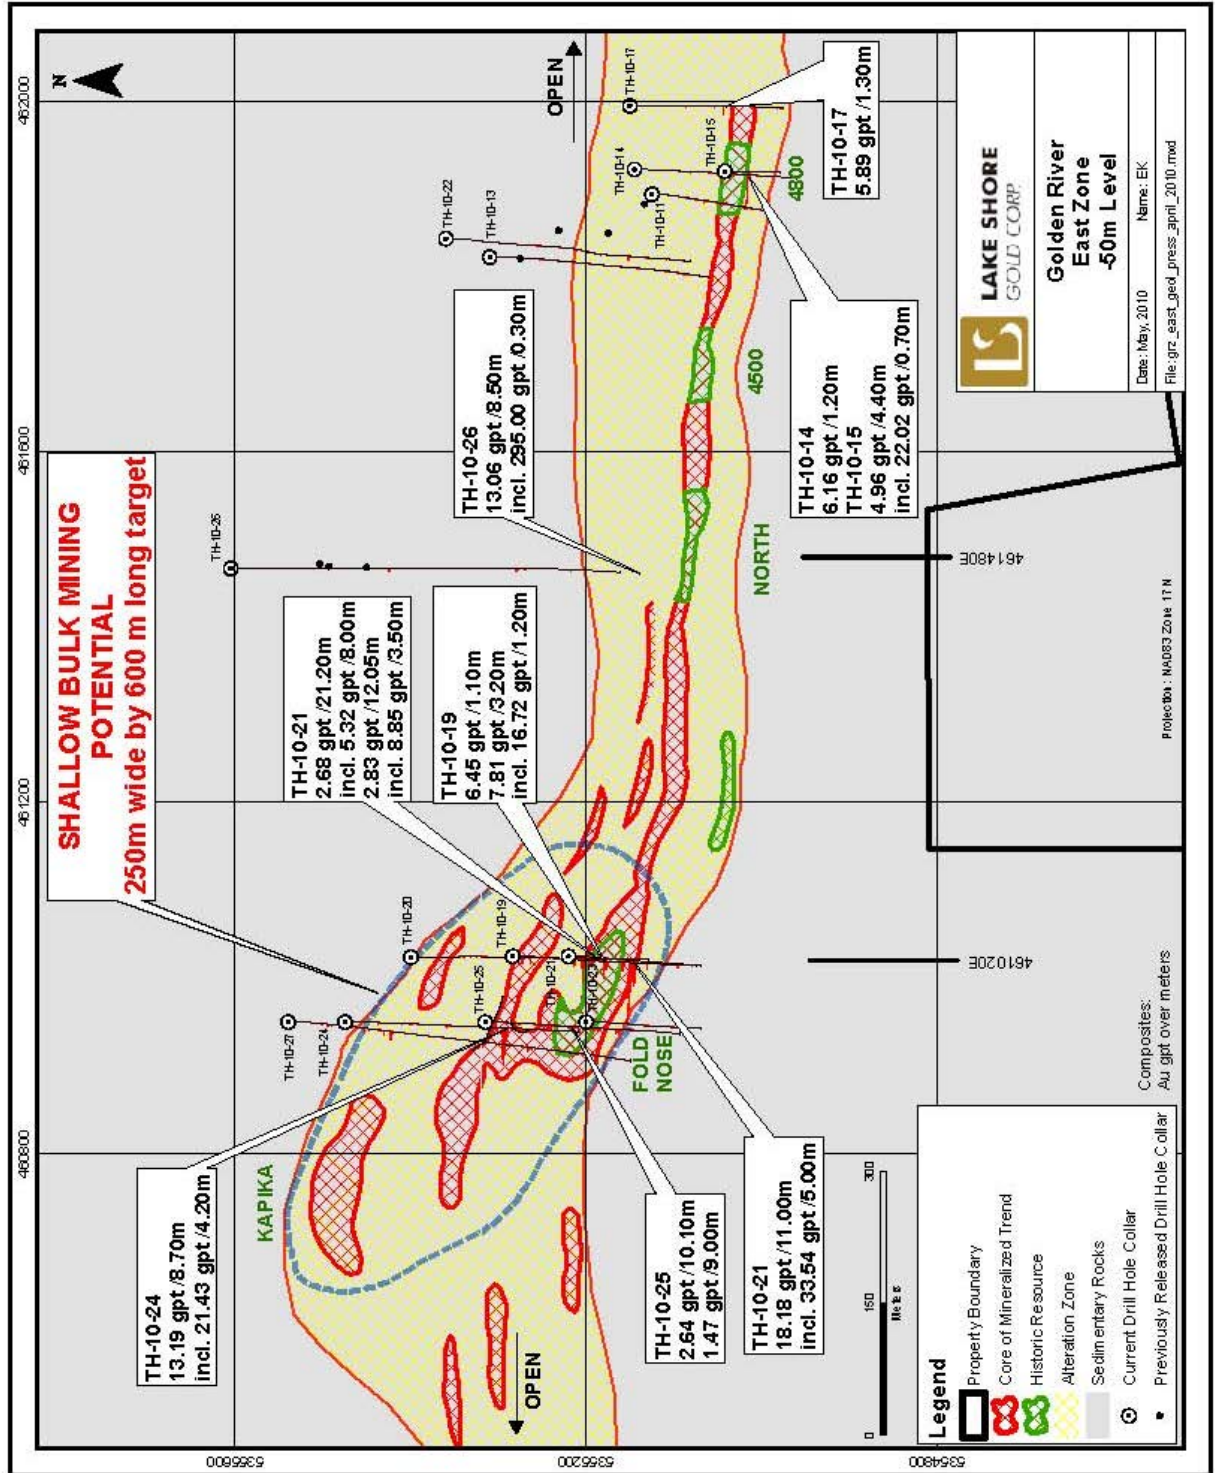 SHALLOW BULK MINING
POTENTIAL
250m wide by 600 m long target
N
460800
461200
461600
462000
5355600
5355200
5354800
OPEN
OPEN
KAPIKA
FOLD
NOSE
NORTH
4500
4800
TH-10-27
TH-10-24
TH-10-20
TH-10-25
TH-10-19
TH-10-21
TH-10-23
TH-10-26
TH-10-22
TH-10-13
TH-10-14
TH-10-11
TH-10-15
TH-10-17
TH-10-24
13.19 gpt /8.70m
incl. 21.43 gpt /4.20m
TH-10-21
2.68 gpt /21.20m
incl. 5.32 gpt /8.00m
2.83 gpt /12.05m
incl. 8.85 gpt /3.50m
TH-10-19
6.45 gpt /1.10m
7.81 gpt /3.20m
incl. 16.72 gpt /1.20m
TH-10-26
13.06 gpt /8.50m
incl. 295.00 gpt /0.30m
TH-10-17
5.89 gpt /1.30m
TH-10-14
6.16 gpt /1.20m
TH-10-15
4.96 gpt /4.40m
incl. 22.02 gpt /0.70m
TH-10-25
2.64 gpt /10.10m
1.47 gpt /9.00m
TH-10-21
18.18 gpt /11.00m
incl. 33.54 gpt /5.00m
461020E
461480E
0 150 300
Meters
Legend
Property Boundary
Core of Mineralized Trend
Historic Resource
Alteration Zone
Sedimentary Rocks
Current Drill Hole Collar
Previously Released Drill Hole Collar
Composites:
Au gpt over meters
Projection: NAD83 Zone 17N
LAKE SHORE
GOLD CORP.
Golden River
East Zone
-50m Level
Date: May, 2010 Name: EK
File: grz_east_geol_press_april_2010.mxd